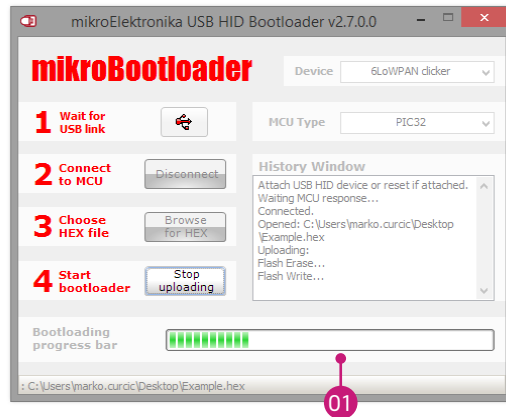 mikroElektronika USB HID Bootloader v2.7.0.0
mikroBootloader
Device
6LoWPAN clicker
1 Wait for
USB link
MCU Type
PIC32
2 Connect
to MCU
Disconnect
History Window
Attach USB HID device or reset if attached.
Waiting MCU response...
Connected.
Opened: C:\Users\marko.curcic\Desktop
\Example.hex
Uploading:
Flash Erase...
Flash Write...
3 Choose
HEX file
Browse
for HEX
4 Start
bootloader
Stop
uploading
Bootloading
progress bar
01
: C:\Users\marko.curcic\Desktop\Example.hex